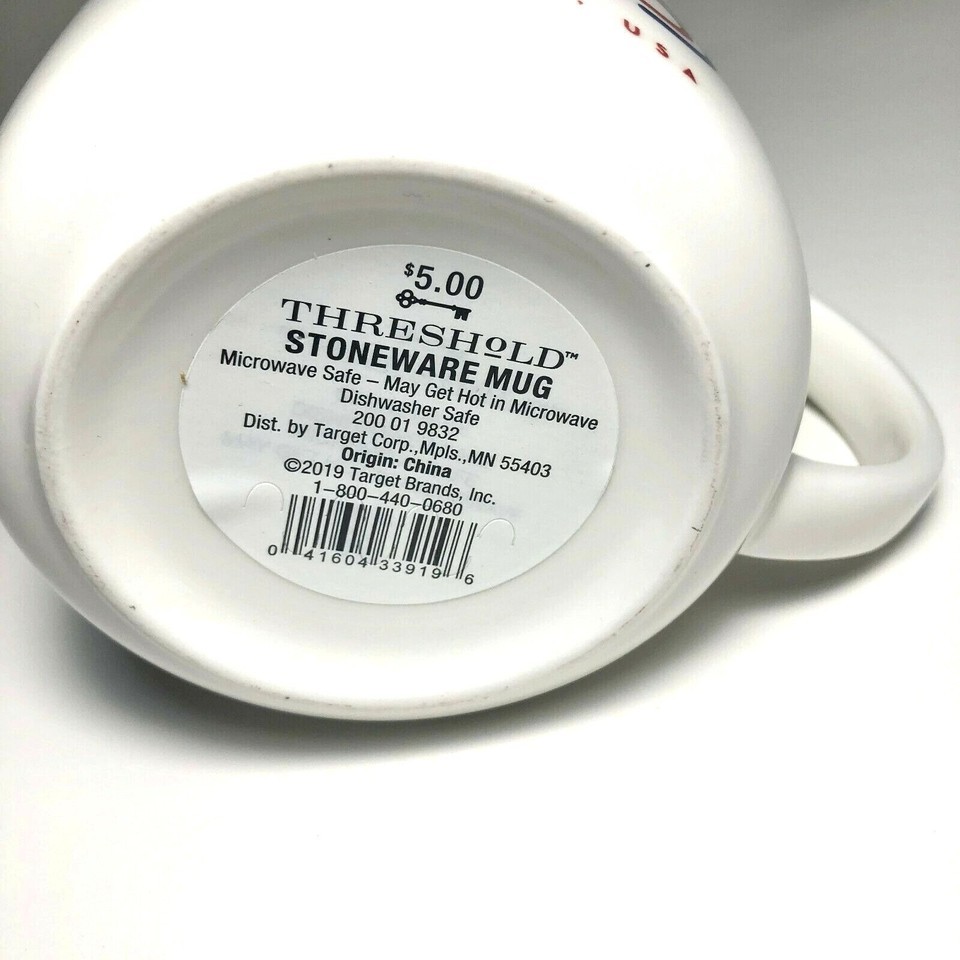 USA
$5.00
THRESHOLD™
STONEWARE MUG
Microwave Safe – May Get Hot in Microwave
Dishwasher Safe
200 01 9832
Dist. by Target Corp.,Mpls.,MN 55403
Origin: China
©2019 Target Brands, Inc.
1–800–440–0680
0 41604 33919 6